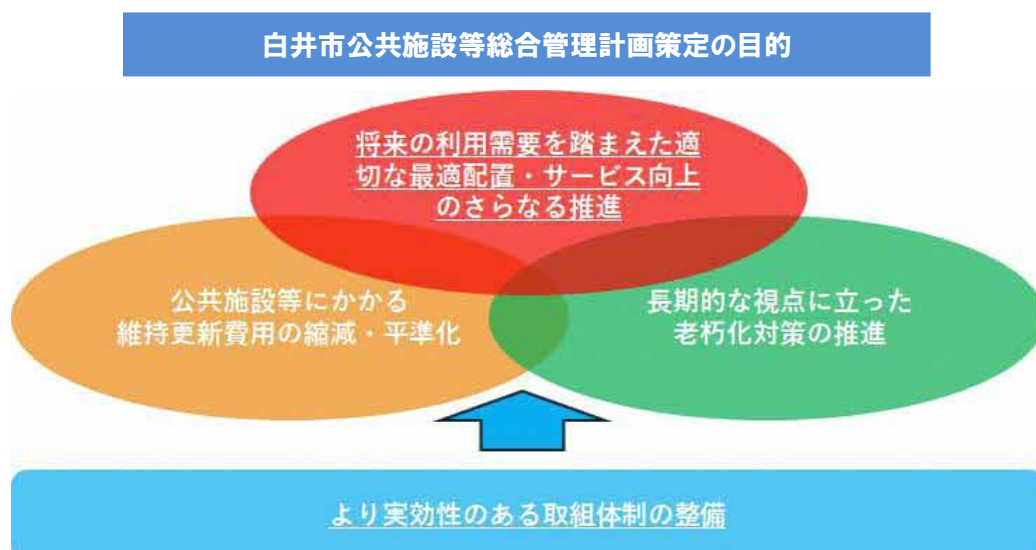 白井市公共施設等総合管理計画策定の目的
将来の利用需要を踏まえた適
切な最適配置・サービス向上
のさらなる推進
公共施設等にかかる
維持更新費用の縮減・平準化
長期的な視点に立った
老朽化対策の推進
より実効性のある取組体制の整備